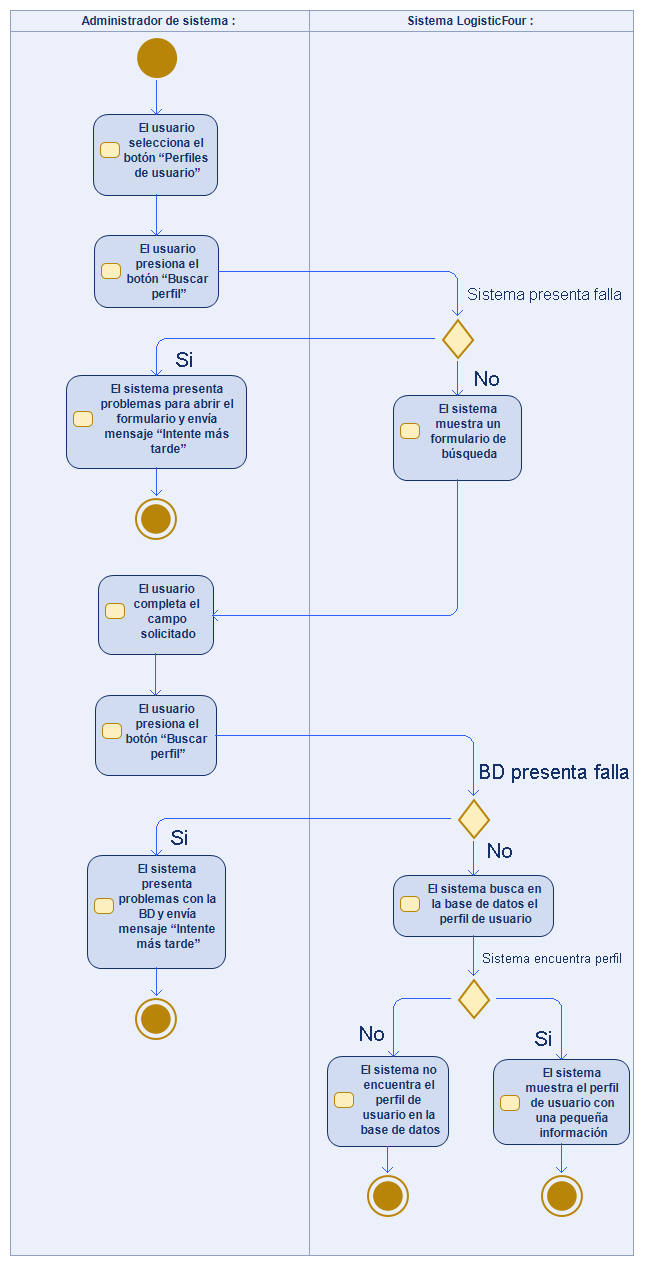 Administrador de sistema :
Sistema LogisticFour :
El usuario
selecciona el
botón “Perfiles
de usuario”
El usuario
presiona el
botón “Buscar
perfil”
Sistema presenta falla
Si
No
El sistema presenta
problemas para abrir el
formulario y envía
mensaje “Intente más
tarde”
El sistema
muestra un
formulario de
búsqueda
El usuario
completa el
campo
solicitado
El usuario
presiona el
botón “Buscar
perfil”
BD presenta falla
Si
No
El sistema
presenta
problemas con la
BD y envía
mensaje “Intente
más tarde”
El sistema busca en
la base de datos el
perfil de usuario
Sistema encuentra perfil
No
Si
El sistema no
encuentra el
perfil de
usuario en la
base de datos
El sistema
muestra el perfil
de usuario con
una pequeña
información